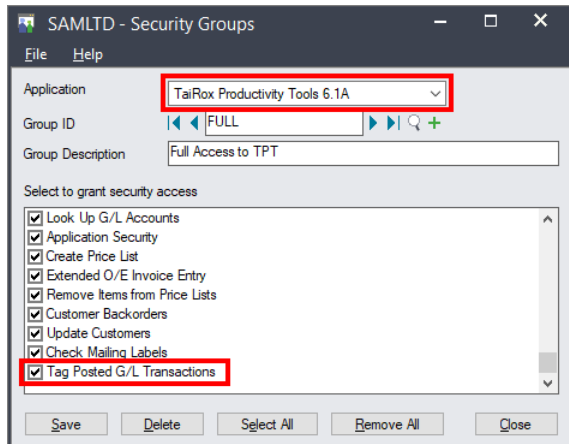 SAMLTD - Security Groups
File Help
Application TaiRox Productivity Tools 6.1A
Group ID FULL
Group Description Full Access to TPT
Select to grant security access
Look Up G/L Accounts
Application Security
Create Price List
Extended O/E Invoice Entry
Remove Items from Price Lists
Customer Backorders
Update Customers
Check Mailing Labels
Tag Posted G/L Transactions
Save Delete Select All Remove All Close